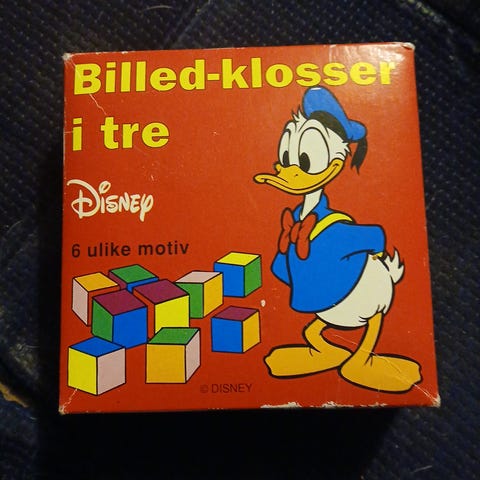 Billed-klosser
i tre
Disney
6 ulike motiv
© DISNEY